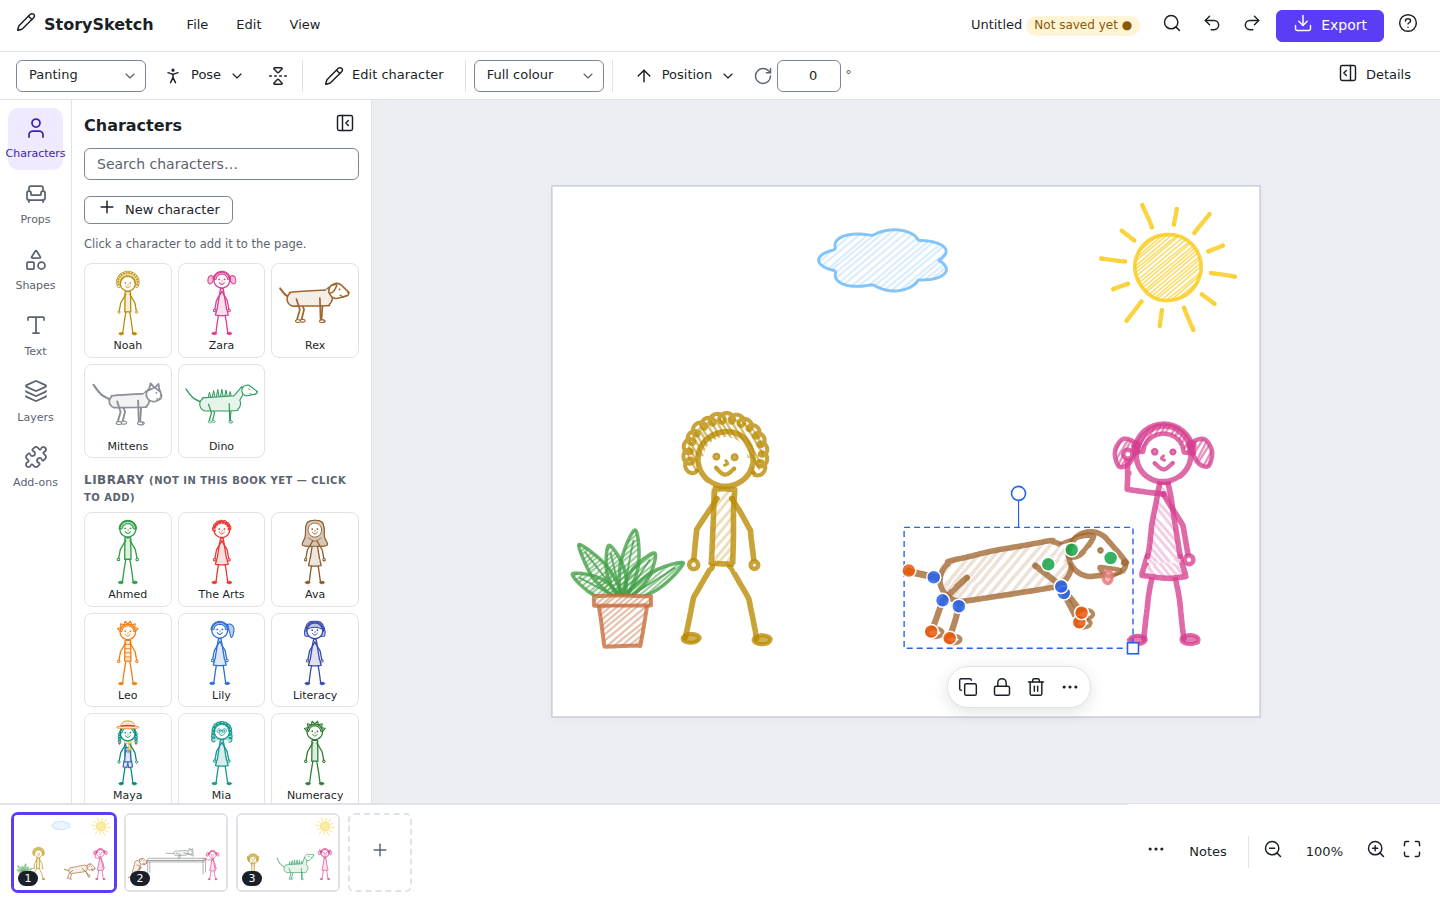 StorySketch
File
Edit
View
Untitled
Not saved yet
Export
Panting
Pose
Edit character
Full colour
Position
0
°
Details
Characters
Props
Shapes
Text
Layers
Add-ons
Characters
Search characters…
New character
Click a character to add it to the page.
Noah
Zara
Rex
Mittens
Dino
LIBRARY (NOT IN THIS BOOK YET — CLICK
TO ADD)
Ahmed
The Arts
Ava
Leo
Lily
Literacy
Maya
Mia
Numeracy
1
2
3
Notes
100%